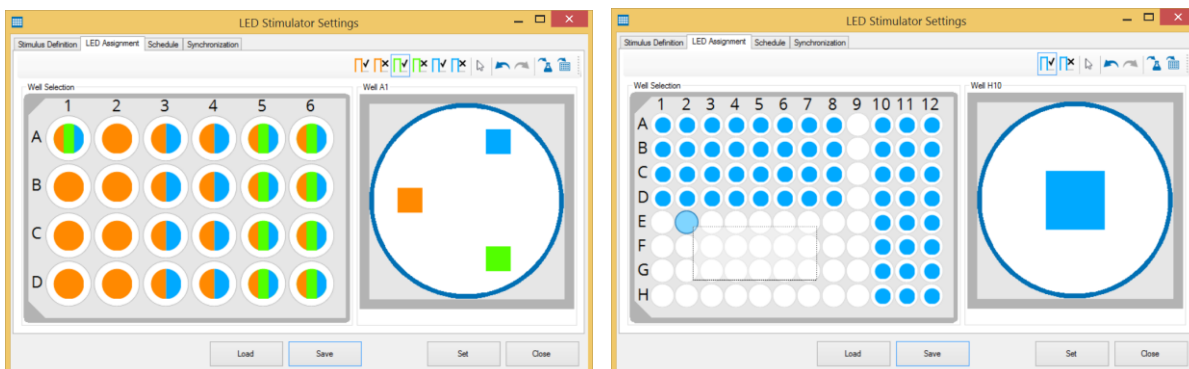 LED Stimulator Settings
Stimulus Definition LED Assignment Schedule Synchronization
Well Selection
1 2 3 4 5 6
A
B
C
D
Well A1
Load Save Set Close
LED Stimulator Settings
Stimulus Definition LED Assignment Schedule Synchronization
Well Selection
1 2 3 4 5 6 7 8 9 10 11 12
A
B
C
D
E
F
G
H
Well H10
Load Save Set Close